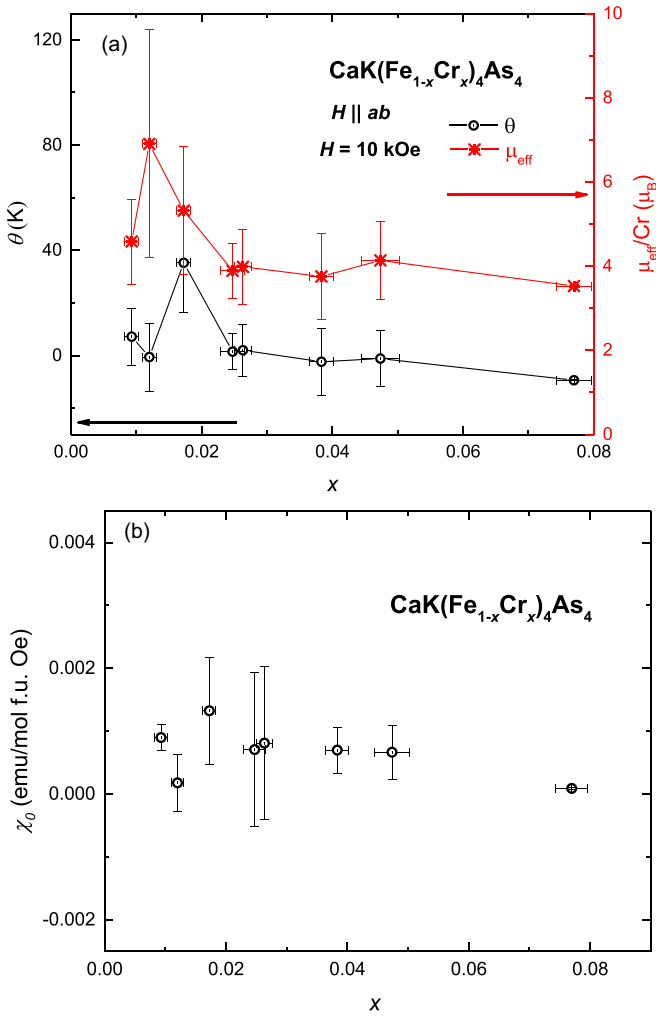 (a)
CaK(Fe1-xCrx)4As4
H || ab
H = 10 kOe
θ
μeff
θ (K)
120
80
40
0
μeff/Cr (μB)
10
8
6
4
2
0
0.00 0.02 0.04 0.06 0.08
x
(b)
CaK(Fe1-xCrx)4As4
χ0 (emu/mol f.u. Oe)
0.004
0.002
0.000
-0.002
0.00 0.02 0.04 0.06 0.08
x